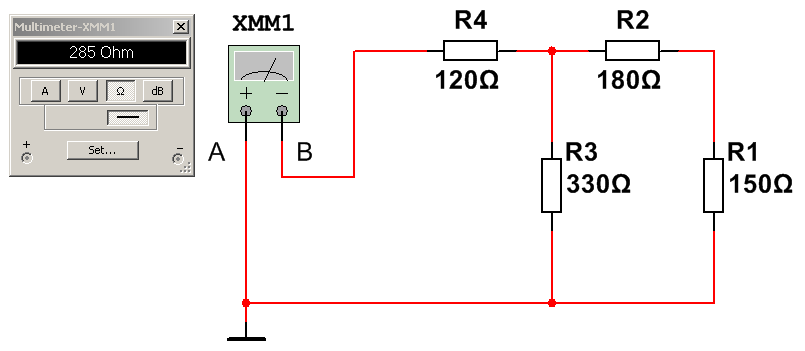 Multimeter-XMM1
285 Ohm
A V Ω dB
+ Set... -
XMM1
+ −
A B
R4
120Ω
R2
180Ω
R3
330Ω
R1
150Ω